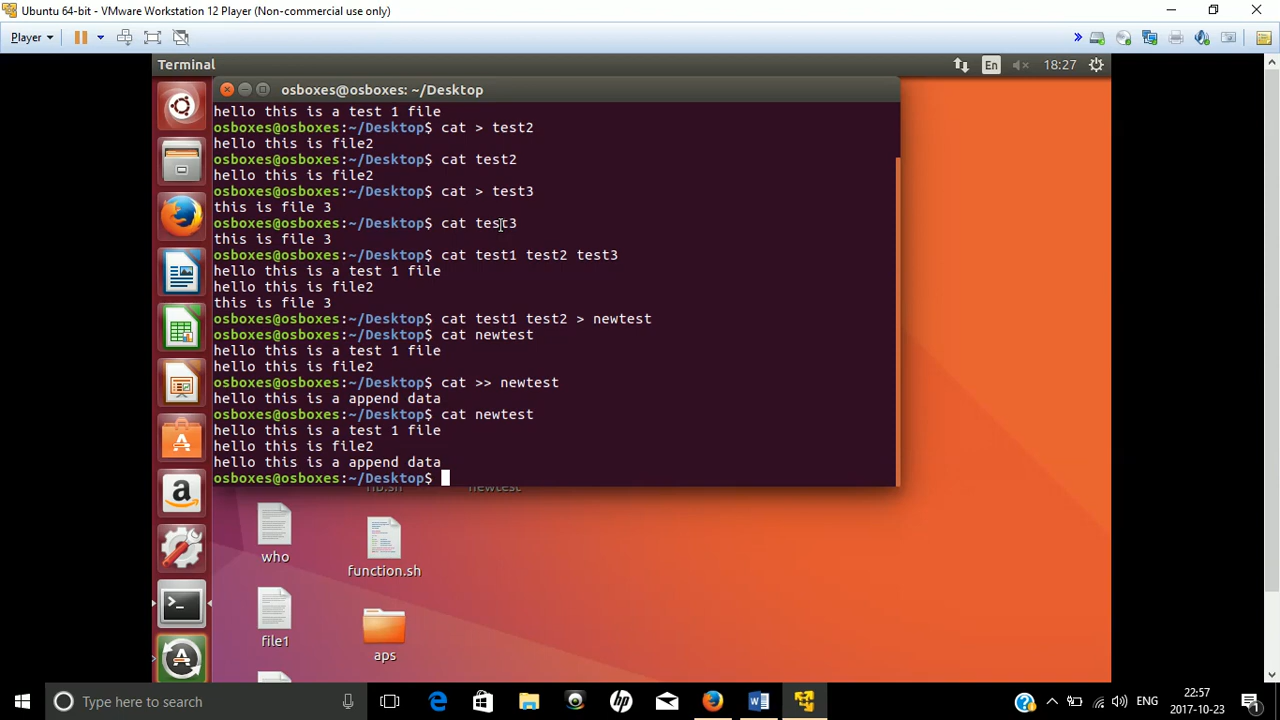 Ubuntu 64-bit - VMware Workstation 12 Player (Non-commercial use only)
Player
Terminal
En
18:27
osboxes@osboxes: ~/Desktop
hello this is a test 1 file
osboxes@osboxes:~/Desktop$ cat > test2
hello this is file2
osboxes@osboxes:~/Desktop$ cat test2
hello this is file2
osboxes@osboxes:~/Desktop$ cat > test3
this is file 3
osboxes@osboxes:~/Desktop$ cat test3
this is file 3
osboxes@osboxes:~/Desktop$ cat test1 test2 test3
hello this is a test 1 file
hello this is file2
this is file 3
osboxes@osboxes:~/Desktop$ cat test1 test2 > newtest
osboxes@osboxes:~/Desktop$ cat newtest
hello this is a test 1 file
hello this is file2
osboxes@osboxes:~/Desktop$ cat >> newtest
hello this is a append data
osboxes@osboxes:~/Desktop$ cat newtest
hello this is a test 1 file
hello this is file2
hello this is a append data
osboxes@osboxes:~/Desktop$
newtest
who
function.sh
file1
aps
Type here to search
ENG
22:57
2017-10-23
1